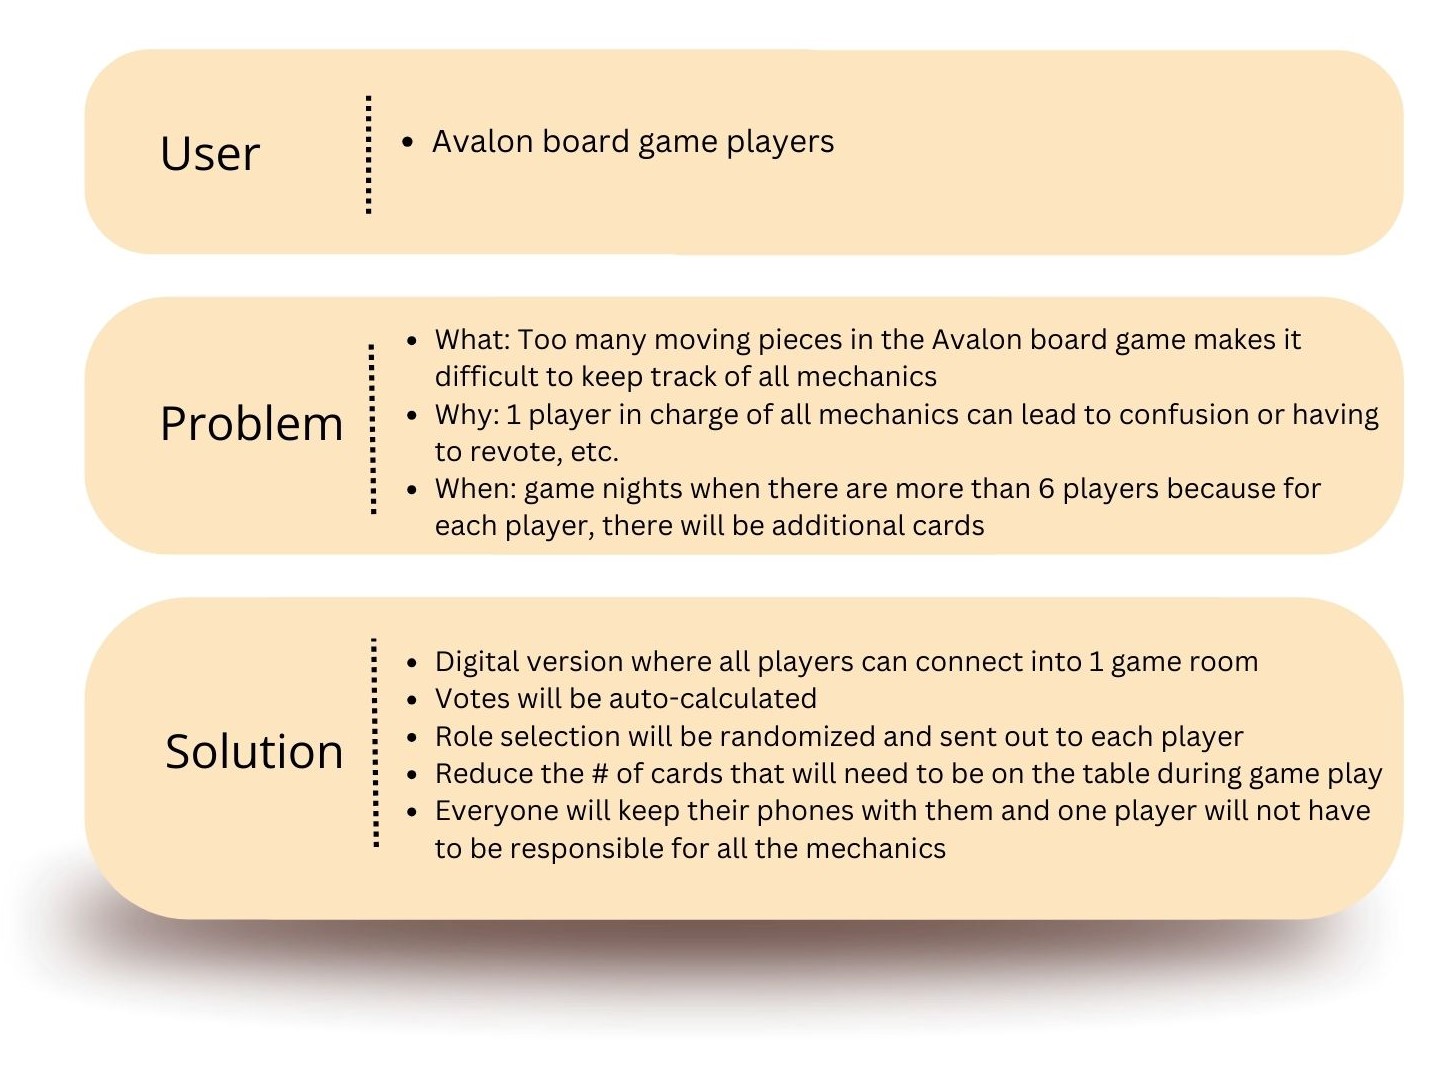 User
• Avalon board game players
Problem
• What: Too many moving pieces in the Avalon board game makes it
difficult to keep track of all mechanics
• Why: 1 player in charge of all mechanics can lead to confusion or having
to revote, etc.
• When: game nights when there are more than 6 players because for
each player, there will be additional cards
Solution
• Digital version where all players can connect into 1 game room
• Votes will be auto-calculated
• Role selection will be randomized and sent out to each player
• Reduce the # of cards that will need to be on the table during game play
• Everyone will keep their phones with them and one player will not have
to be responsible for all the mechanics